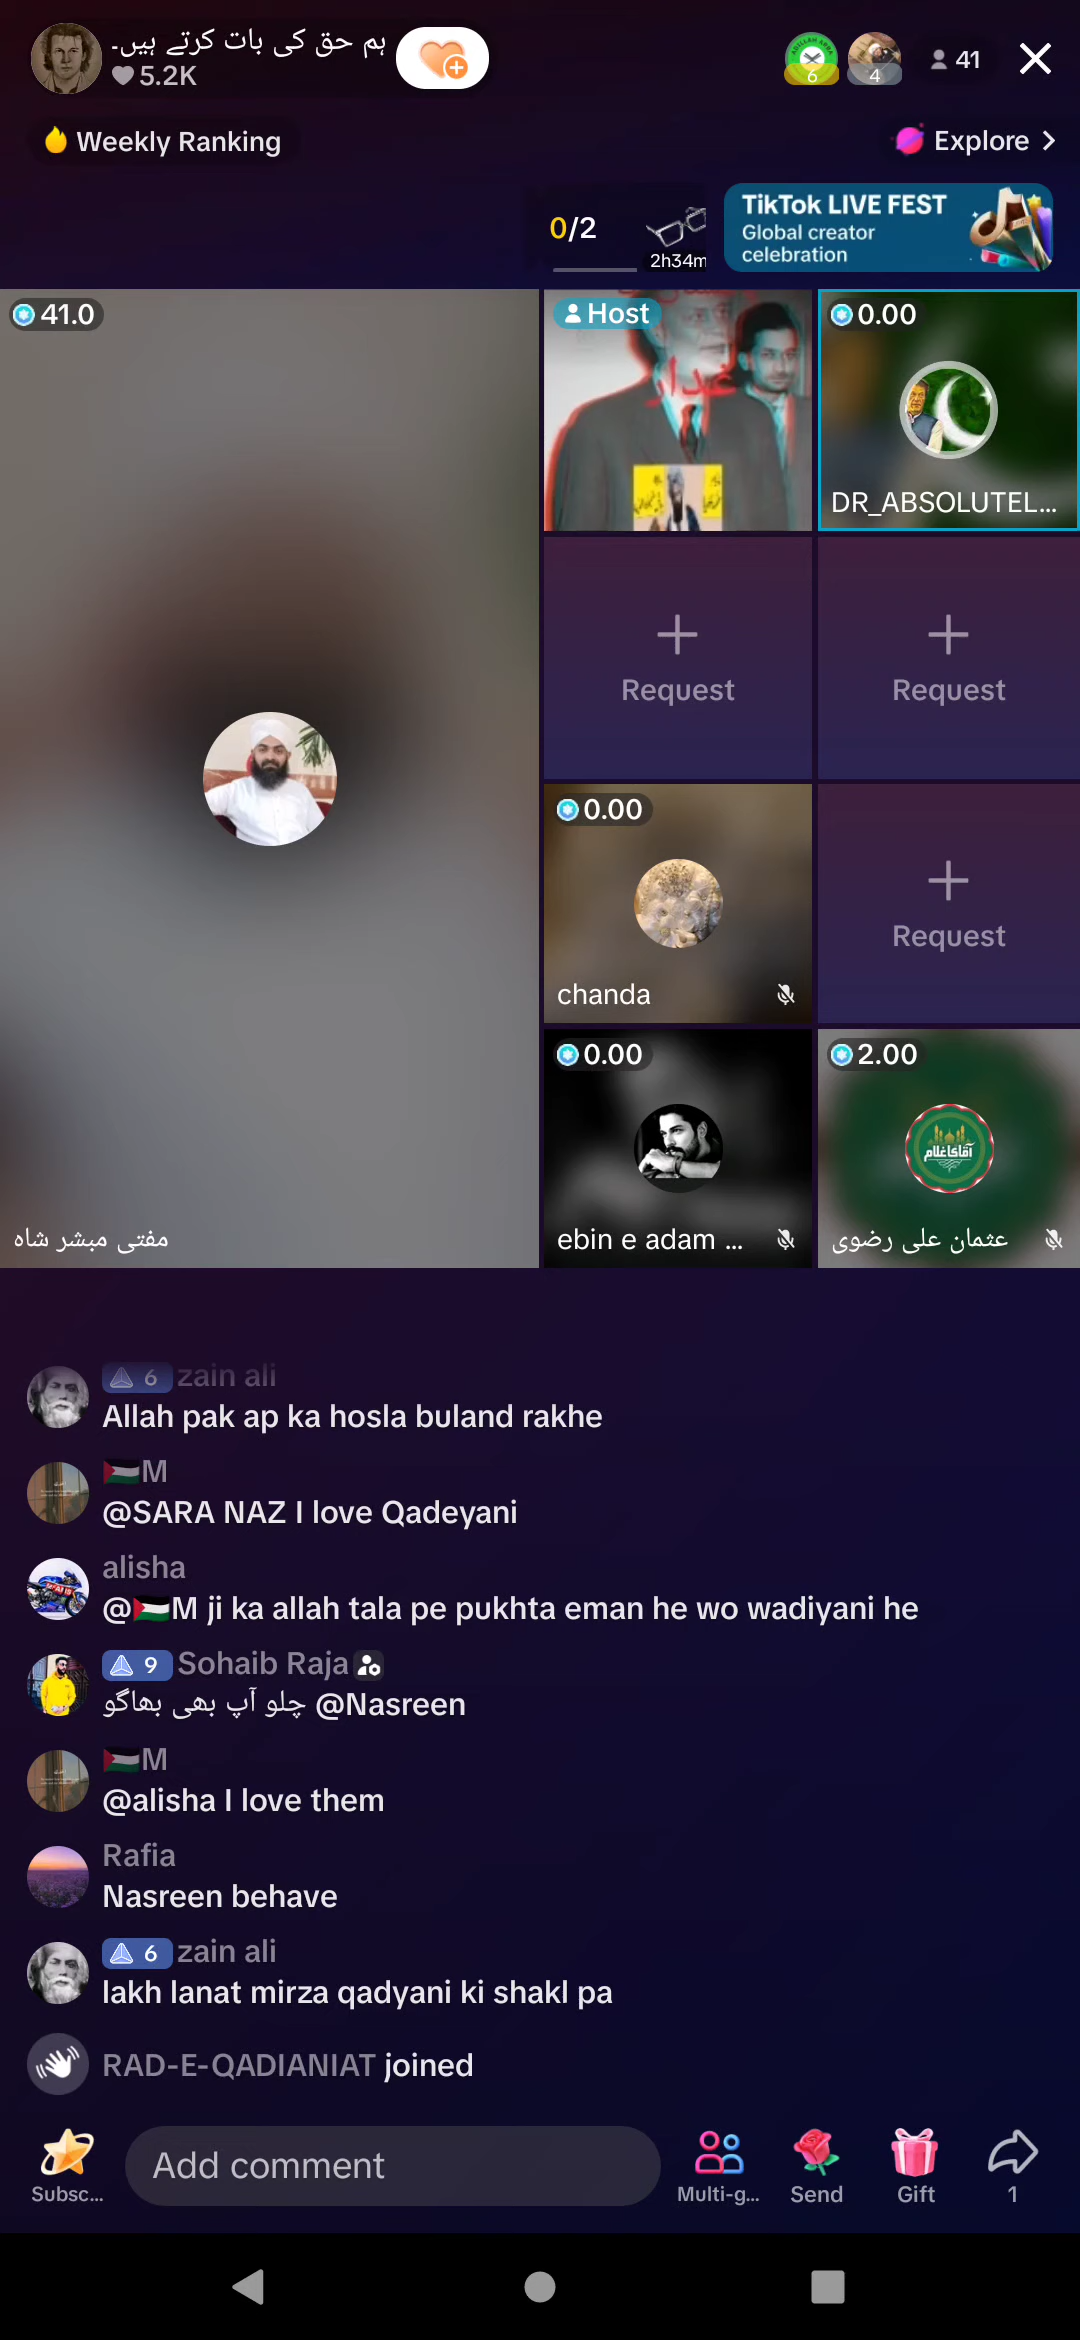 ہم حق کی بات کرتے ہیں۔
5.2K
6
4
41
Weekly Ranking
Explore
0/2
2h34m
TikTok LIVE FEST
Global creator
celebration
41.0
Host
غدار
0.00
DR_ABSOLUTEL...
Request
Request
0.00
chanda
Request
0.00
ebin e adam ...
2.00
آقا کا غلام
عثمان علی رضوی
مفتی مبشر شاہ
6 zain ali
Allah pak ap ka hosla buland rakhe
🇵🇸M
@SARA NAZ I love Qadeyani
alisha
@🇵🇸M ji ka allah tala pe pukhta eman he wo wadiyani he
9 Sohaib Raja
چلو آپ بھی بھاگو @Nasreen
🇵🇸M
@alisha I love them
Rafia
Nasreen behave
6 zain ali
lakh lanat mirza qadyani ki shakl pa
RAD-E-QADIANIAT joined
Subsc...
Add comment
Multi-g...
Send
Gift
1